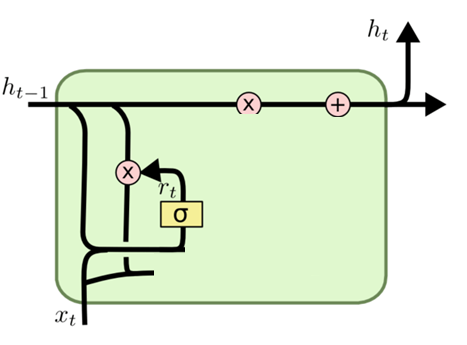 h_t
h_{t-1}
x
+
x
r_t
σ
x_t